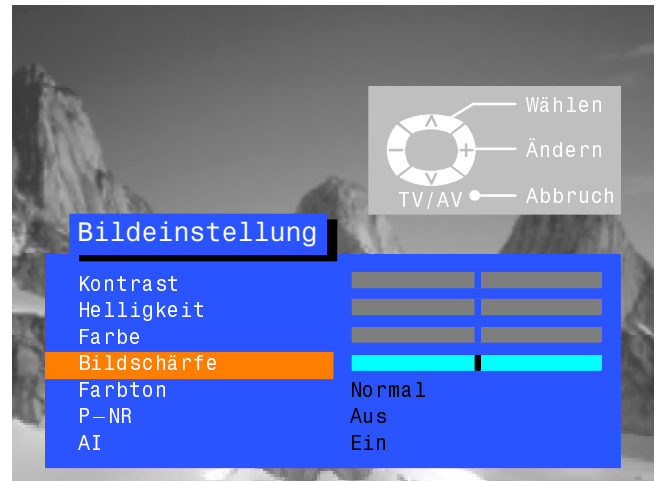 Wählen
Ändern
TV/AV Abbruch
Bildeinstellung
Kontrast
Helligkeit
Farbe
Bildschärfe
Farbton Normal
P–NR Aus
AI Ein